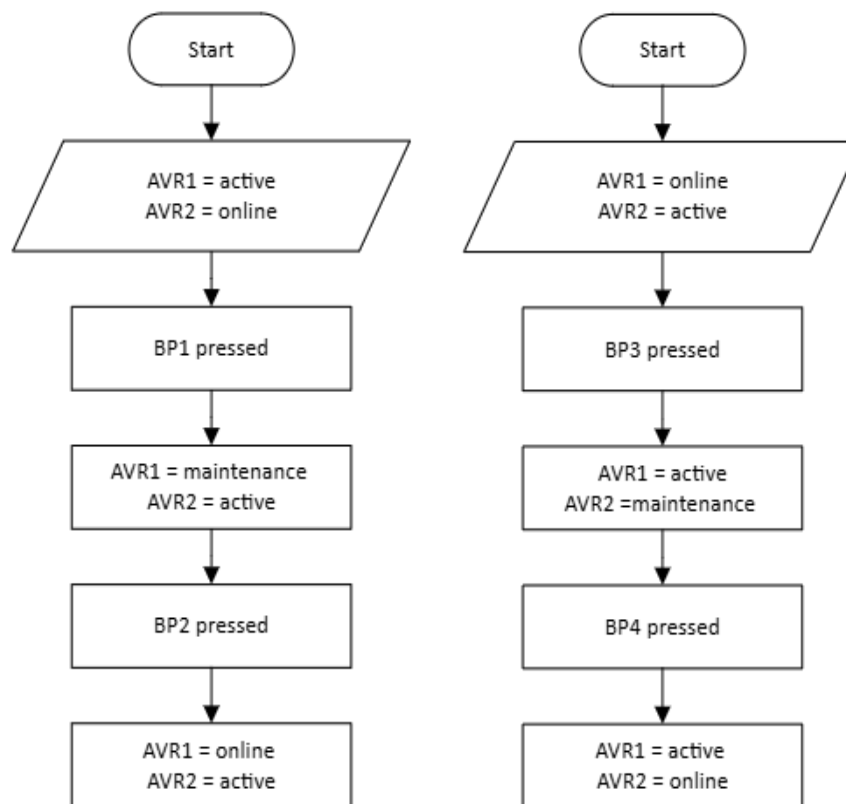 Start
AVR1 = active
AVR2 = online
BP1 pressed
AVR1 = maintenance
AVR2 = active
BP2 pressed
AVR1 = online
AVR2 = active
Start
AVR1 = online
AVR2 = active
BP3 pressed
AVR1 = active
AVR2 =maintenance
BP4 pressed
AVR1 = active
AVR2 = online